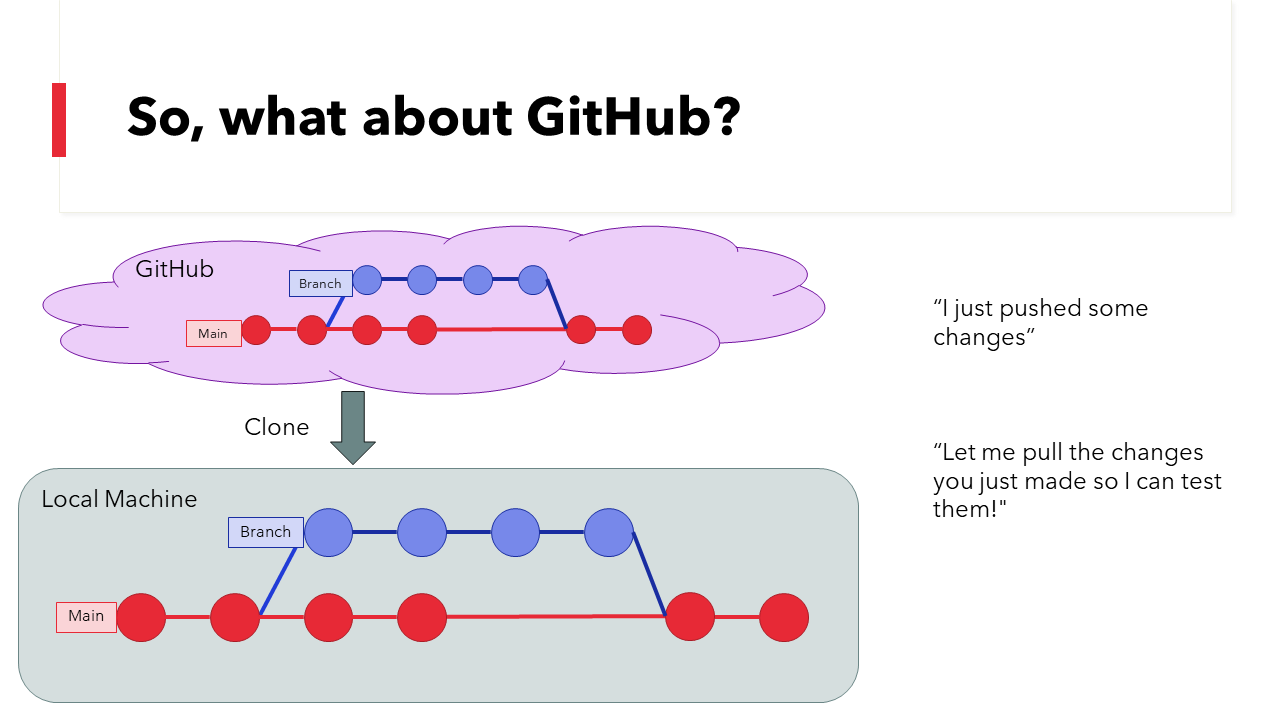 So, what about GitHub?
GitHub
Branch
Main
Clone
Local Machine
Branch
Main
“I just pushed some
changes”
“Let me pull the changes
you just made so I can test
them!"